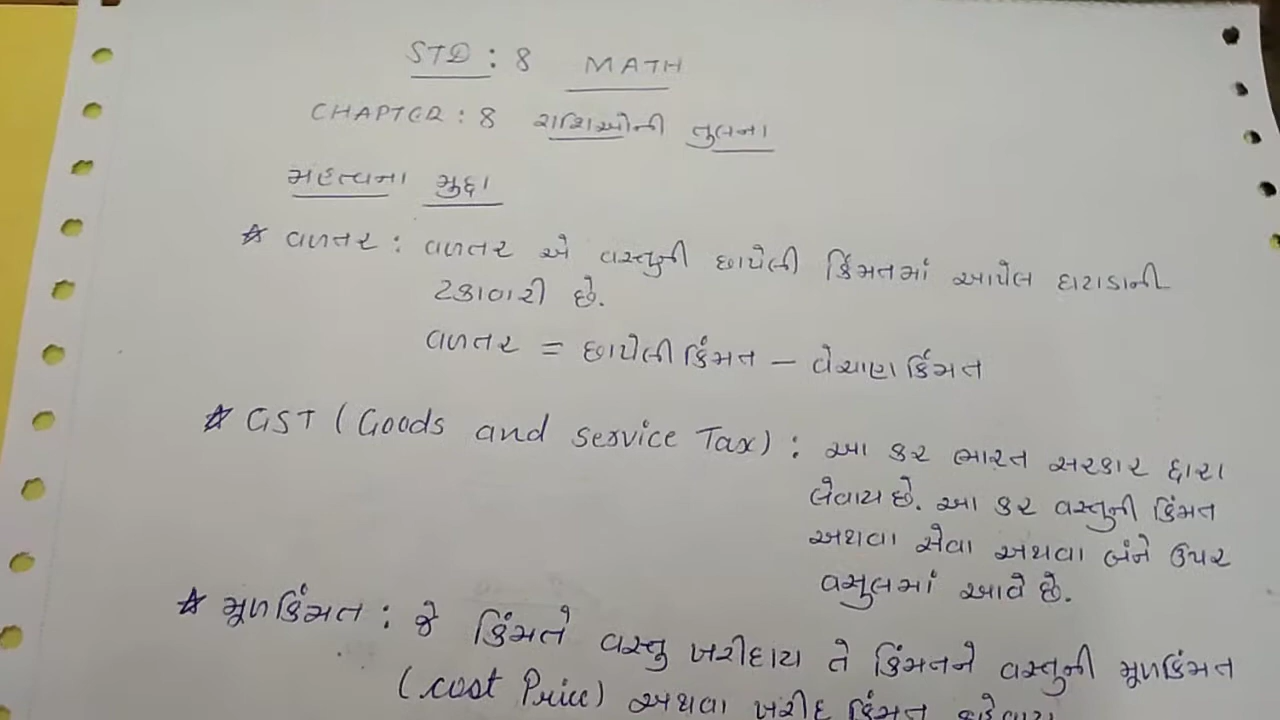 STD : 8 MATH
CHAPTER : 8 રાશિઓની તુલના
મહત્વના મુદ્દા
☆ વળતર : વળતર એ વસ્તુની છાપેલી કિંમતમાં આપેલ ઘટાડાની
ટકાવારી છે.
વળતર = છાપેલી કિંમત - વેચાણ કિંમત
☆ GST (Goods and Service Tax) : આ કર ભારત સરકાર દ્વારા
લેવાય છે. આ કર વસ્તુની કિંમત
અથવા સેવા અથવા બંને ઉપર
વસુલમાં આવે છે.
☆ મૂળકિંમત : જે કિંમતે વસ્તુ ખરીદાય તે કિંમતને વસ્તુની મૂળકિંમત
(cost Price) અથવા ખરીદ કિંમત